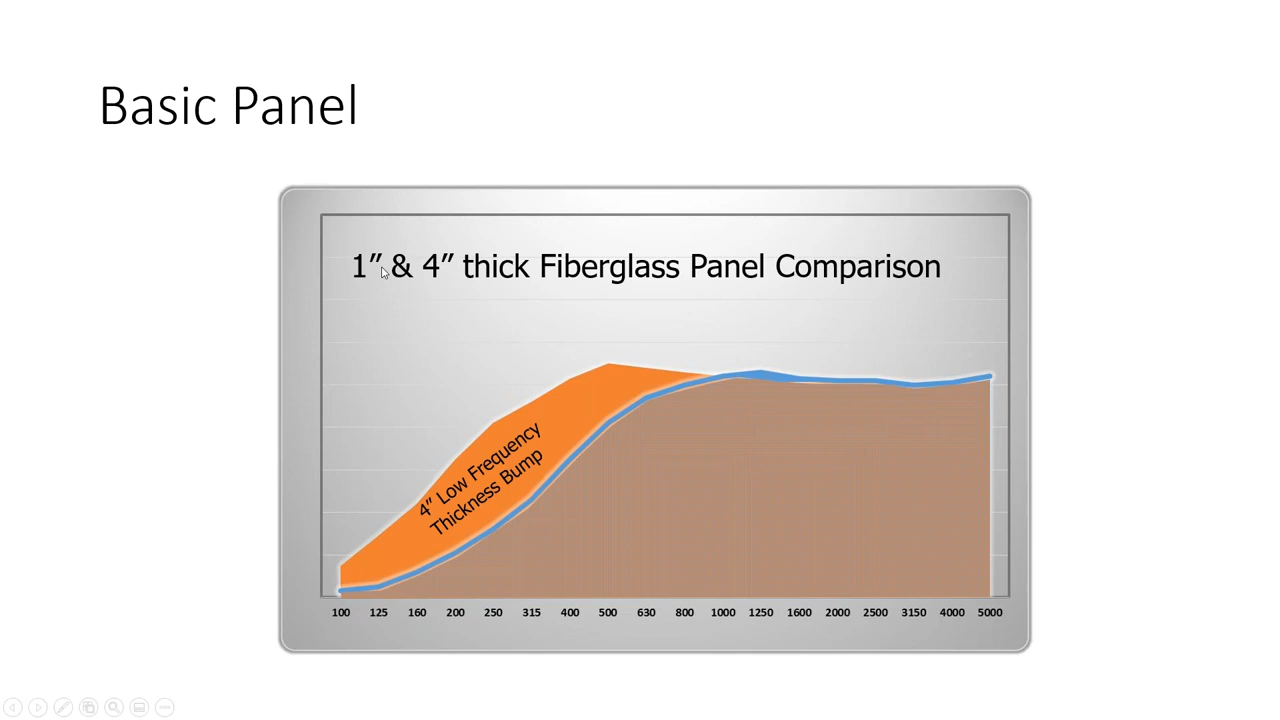 Basic Panel
1” & 4” thick Fiberglass Panel Comparison
4” Low Frequency
Thickness Bump
100 125 160 200 250 315 400 500 630 800 1000 1250 1600 2000 2500 3150 4000 5000